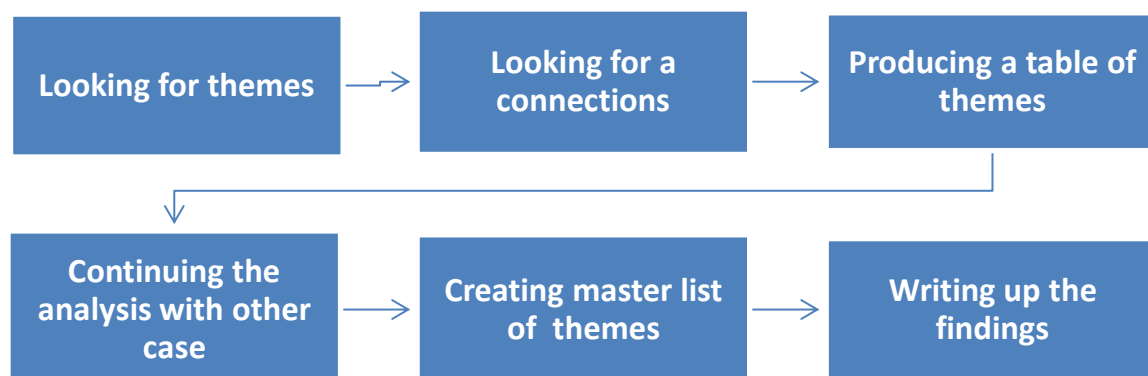 Looking for themes
Looking for a
connections
Producing a table of
themes
Continuing the
analysis with other
case
Creating master list
of themes
Writing up the
findings